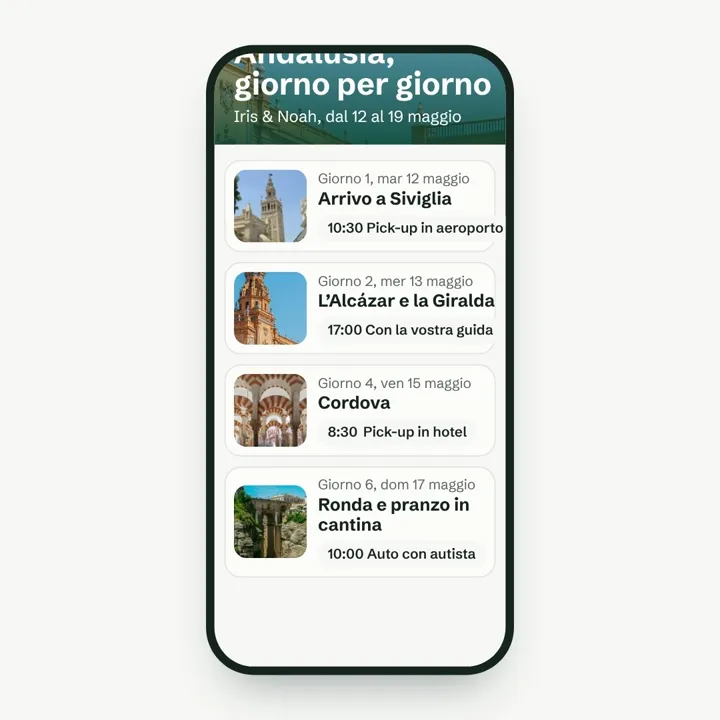 Andalusia,
giorno per giorno
Iris & Noah, dal 12 al 19 maggio
Giorno 1, mar 12 maggio
Arrivo a Siviglia
10:30 Pick-up in aeroporto
Giorno 2, mer 13 maggio
L’Alcázar e la Giralda
17:00 Con la vostra guida
Giorno 4, ven 15 maggio
Cordova
8:30 Pick-up in hotel
Giorno 6, dom 17 maggio
Ronda e pranzo in
cantina
10:00 Auto con autista